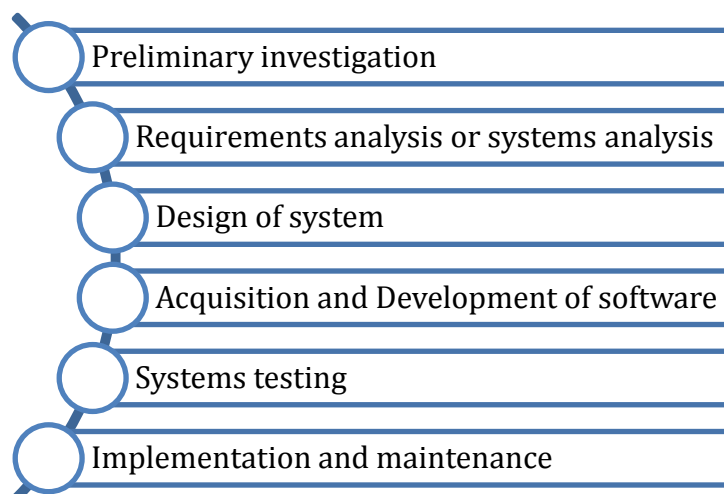 Preliminary investigation
Requirements analysis or systems analysis
Design of system
Acquisition and Development of software
Systems testing
Implementation and maintenance